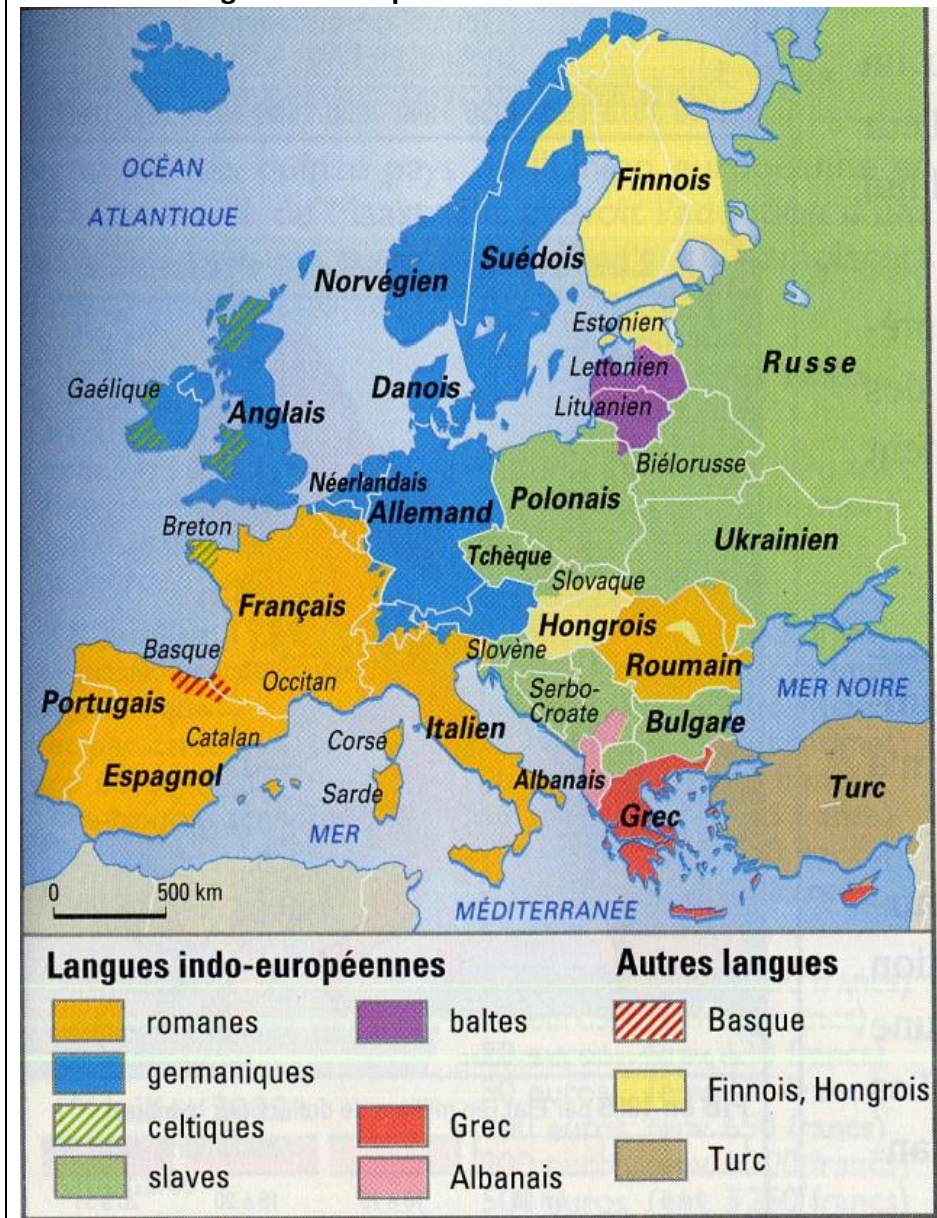 OCÈAN
ATLANTIQUE
Finnois
Suédois
Norvégien
Estonien
Russe
Lettonien
Danois
Gaélique
Lituanien
Anglais
Biélorusse
Néerlandais
Allemand
Polonais
Breton
Ukrainien
Tchèque
Slovaque
Français
Hongrois
Basque
Slovène
Roumain
Occitan
Serbo-
Croate
MER NOIRE
Portugais
Bulgare
Italien
Catalan
Corse
Espagnol
Albanais
Turc
Sarde
Grec
MER
0 500 km
MÉDITERRANÉE
Langues indo-européennes
romanes
germaniques
celtiques
slaves
baltes
Grec
Albanais
Autres langues
Basque
Finnois, Hongrois
Turc